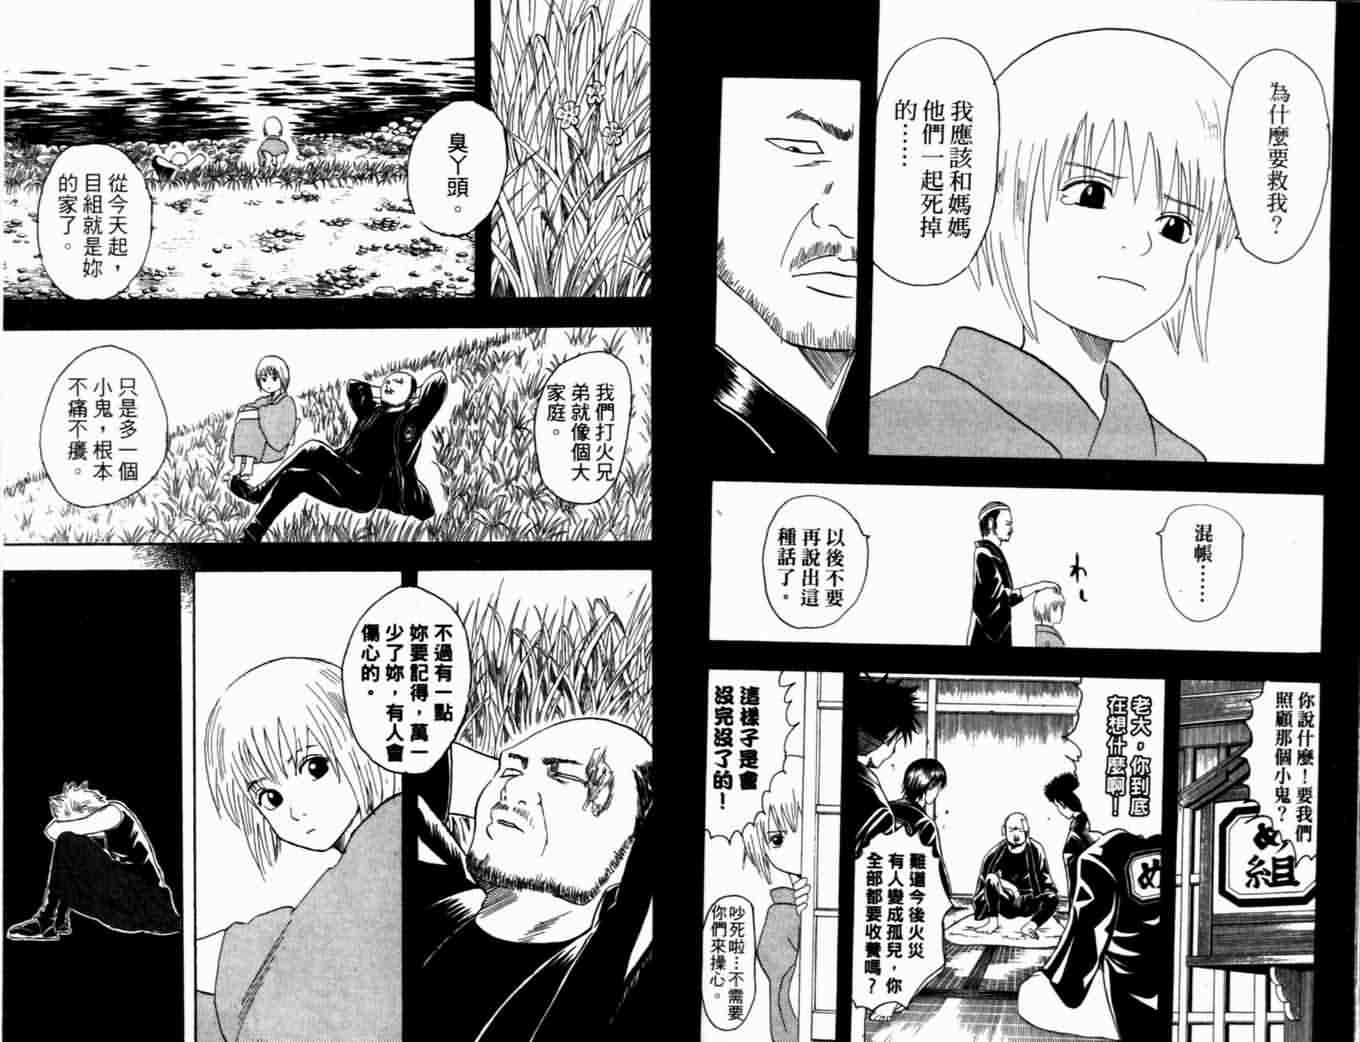 為什麼要救我？
我應該和媽媽
他們一起死掉
的……
混帳……
わしっ
以後不要
再說出這
種話了。
你說什麼！要我們
照顧那個小鬼？
め
組
老大，你到底
在想什麼啊！
め
難道今後火災
有人變成孤兒，你
全部都要收養嗎？
這樣子是會
沒完沒了的！
吵死啦…不需要
你們來操心。
臭丫頭。
從今天起，
目組就是妳
的家了。
我們打火兄
弟就像個大
家庭。
只是多一個
小鬼，根本
不痛不癢。
不過有一點
妳要記得，萬一
少了妳，有人會
傷心的。